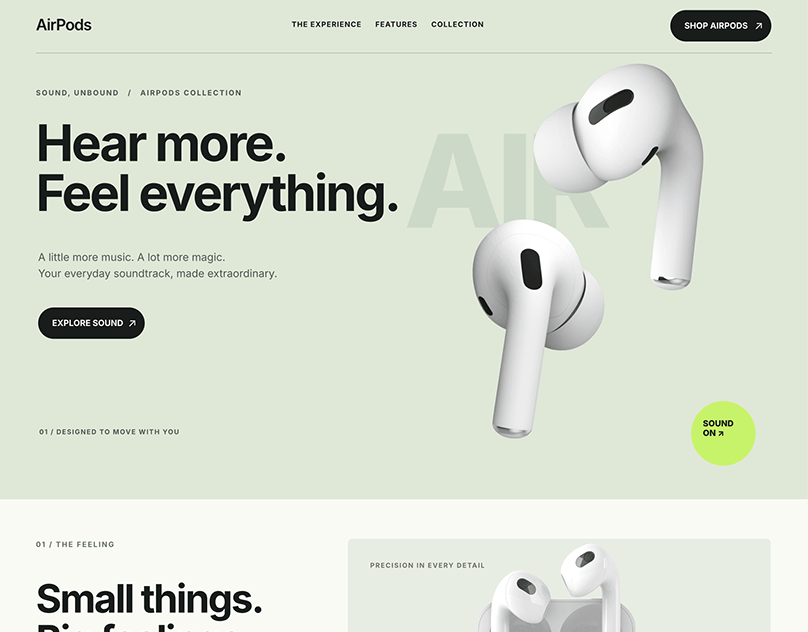 AirPods
THE EXPERIENCE FEATURES COLLECTION
SHOP AIRPODS
SOUND, UNBOUND / AIRPODS COLLECTION
Hear more.
Feel everything.
AIR
A little more music. A lot more magic.
Your everyday soundtrack, made extraordinary.
EXPLORE SOUND
01 / DESIGNED TO MOVE WITH YOU
SOUND
ON
01 / THE FEELING
PRECISION IN EVERY DETAIL
Small things.